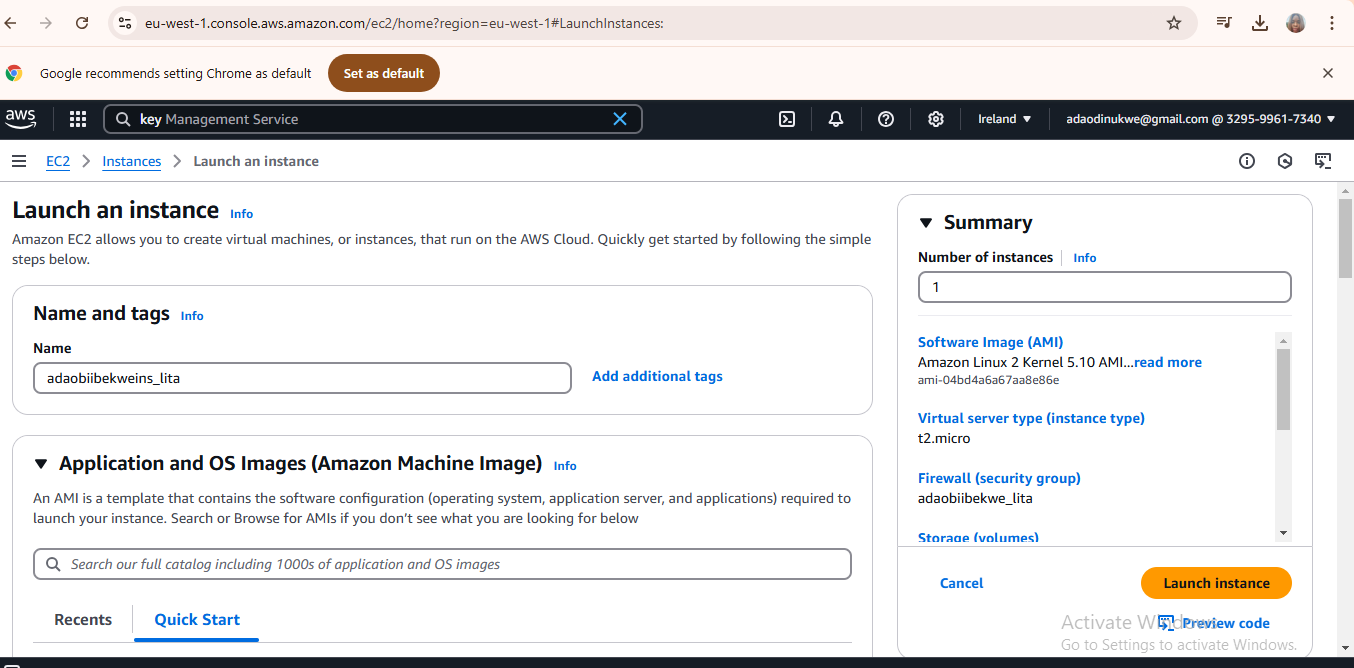 eu-west-1.console.aws.amazon.com/ec2/home?region=eu-west-1#LaunchInstances:
Google recommends setting Chrome as default
Set as default
aws
key Management Service
Ireland
adaodinukwe@gmail.com @ 3295-9961-7340
EC2
Instances
Launch an instance
Launch an instance
Info
Amazon EC2 allows you to create virtual machines, or instances, that run on the AWS Cloud. Quickly get started by following the simple
steps below.
Name and tags
Info
Name
adaobiibekweins_lita
Add additional tags
Application and OS Images (Amazon Machine Image)
Info
An AMI is a template that contains the software configuration (operating system, application server, and applications) required to
launch your instance. Search or Browse for AMIs if you don't see what you are looking for below
Search our full catalog including 1000s of application and OS images
Recents
Quick Start
Summary
Number of instances
Info
1
Software Image (AMI)
Amazon Linux 2 Kernel 5.10 AMI...read more
ami-04bd4a6a67aa8e86e
Virtual server type (instance type)
t2.micro
Firewall (security group)
adaobiibekwe_lita
Storage (volumes)
Cancel
Launch instance
Preview code
Activate Windows
Go to Settings to activate Windows.